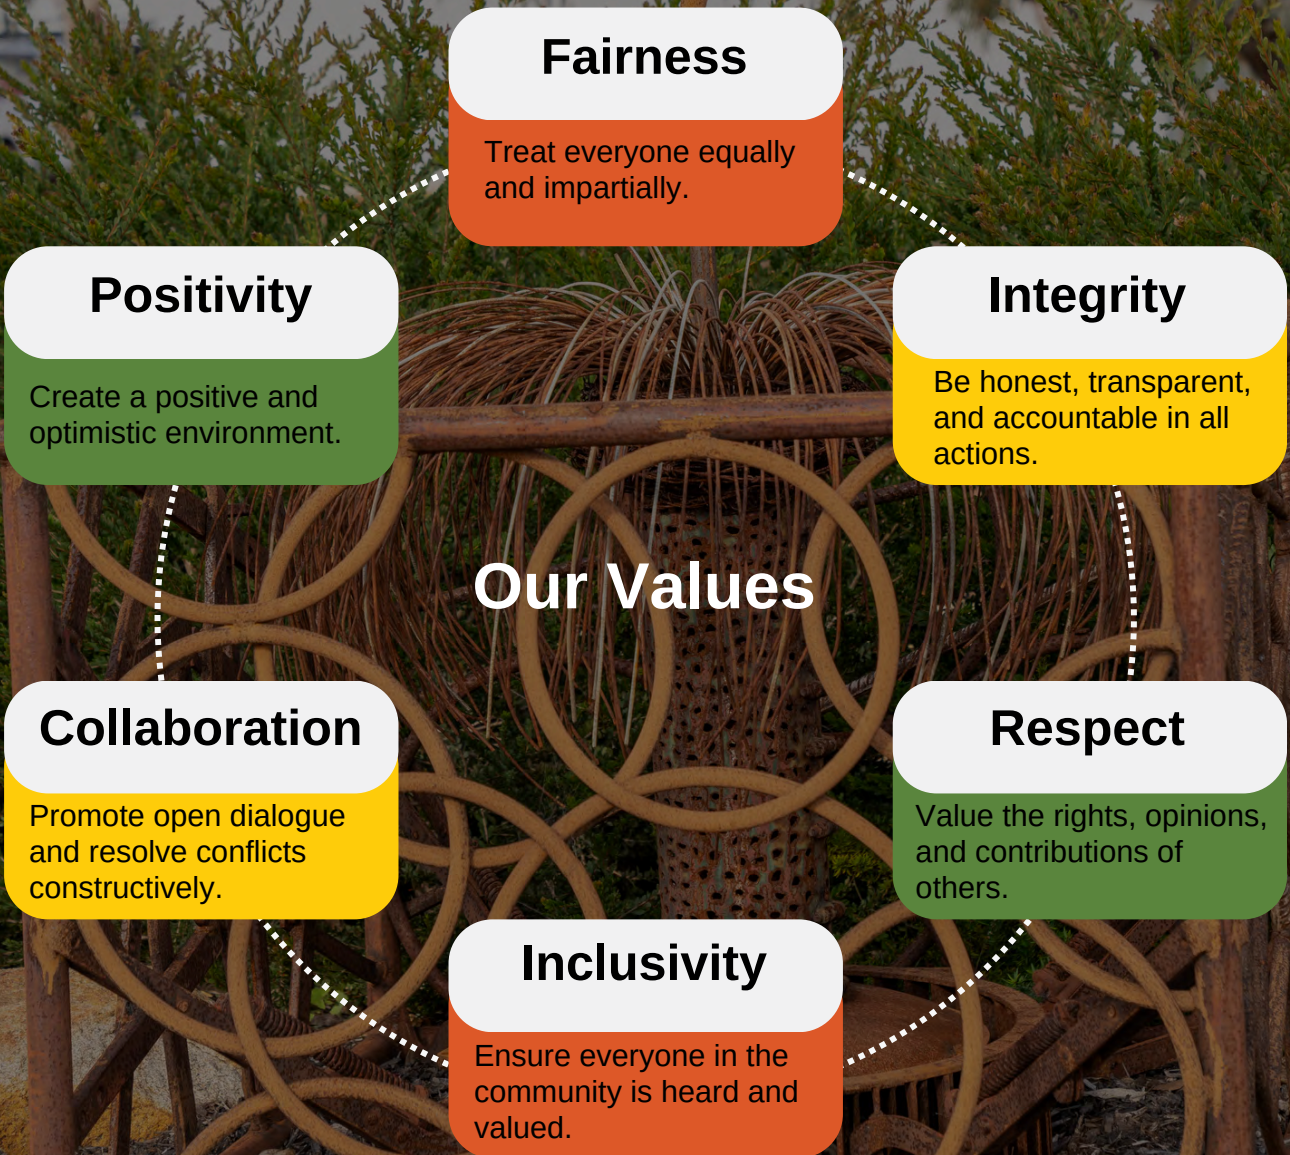 Fairness
Treat everyone equally
and impartially.
Positivity
Create a positive and
optimistic environment.
Integrity
Be honest, transparent,
and accountable in all
actions.
Our Values
Collaboration
Promote open dialogue
and resolve conflicts
constructively.
Respect
Value the rights, opinions,
and contributions of
others.
Inclusivity
Ensure everyone in the
community is heard and
valued.